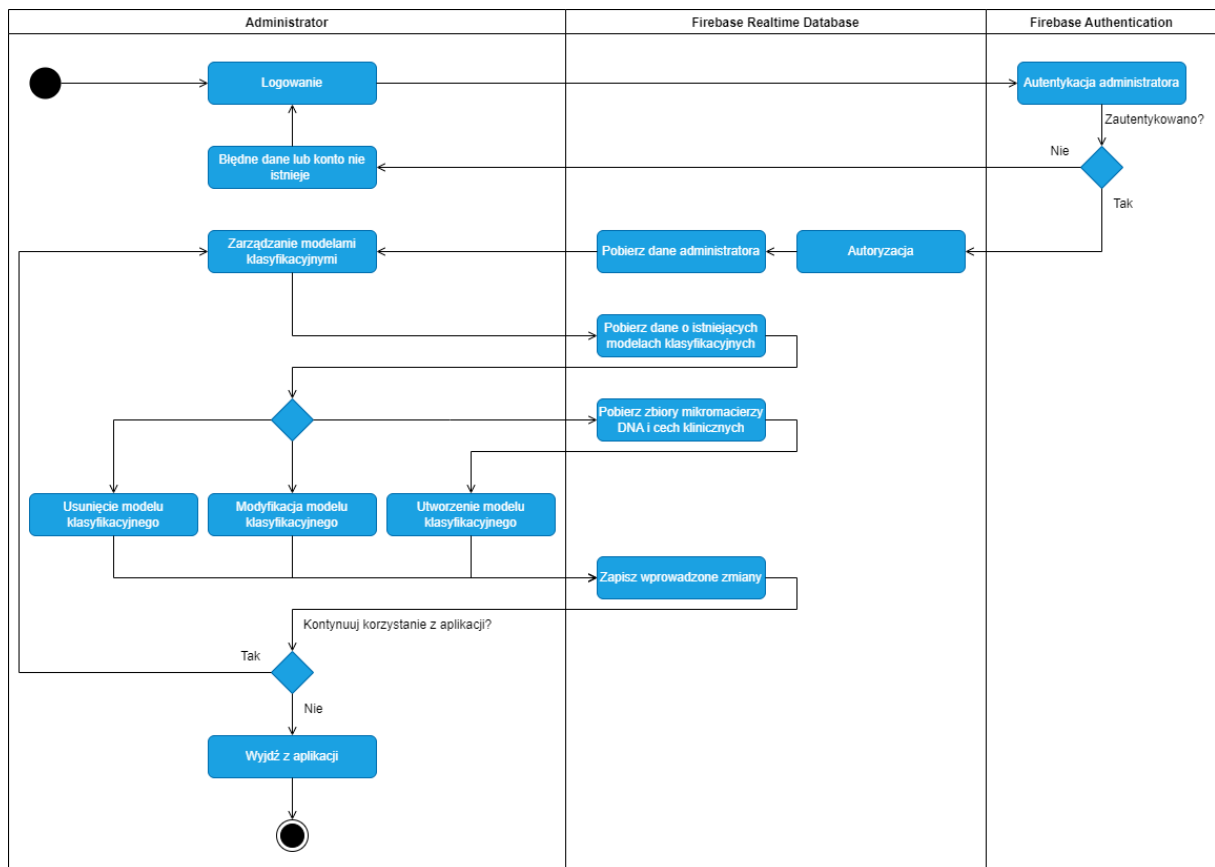 Administrator
Firebase Realtime Database
Firebase Authentication
Logowanie
Autentykacja administratora
Zautentykowano?
Błędne dane lub konto nie
istnieje
Nie
Tak
Zarządzanie modelami
klasyfikacyjnymi
Pobierz dane administratora
Autoryzacja
Pobierz dane o istniejących
modelach klasyfikacyjnych
Pobierz zbiory mikromacierzy
DNA i cech klinicznych
Usunięcie modelu
klasyfikacyjnego
Modyfikacja modelu
klasyfikacyjnego
Utworzenie modelu
klasyfikacyjnego
Zapisz wprowadzone zmiany
Kontynuuj korzystanie z aplikacji?
Tak
Nie
Wyjdź z aplikacji